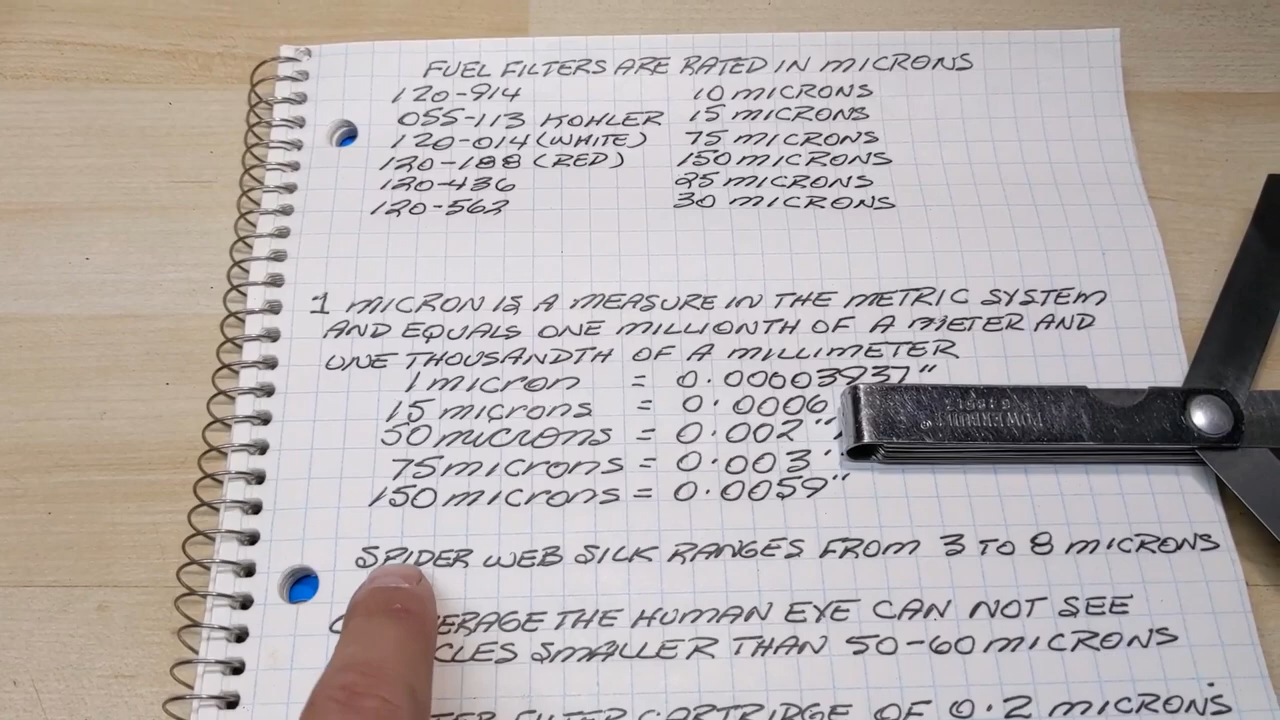 FUEL FILTERS ARE RATED IN MICRONS
120-914 10 MICRONS
055-113 KOHLER 15 MICRONS
120-014 (WHITE) 75 MICRONS
120-188 (RED) 150 MICRONS
120-436 25 MICRONS
120-562 30 MICRONS
1 MICRON IS A MEASURE IN THE METRIC SYSTEM
AND EQUALS ONE MILLIONTH OF A METER AND
ONE THOUSANDTH OF A MILLIMETER
1 micron = 0.00003937"
15 microns = 0.0006
50 microns = 0.002"
75 microns = 0.003"
150 microns = 0.0059"
SPIDER WEB SILK RANGES FROM 3 TO 8 MICRONS
THE HUMAN EYE CAN NOT SEE
SMALLER THAN 50-60 MICRONS
FILTER CARTRIDGE OF 0.2 MICRONS